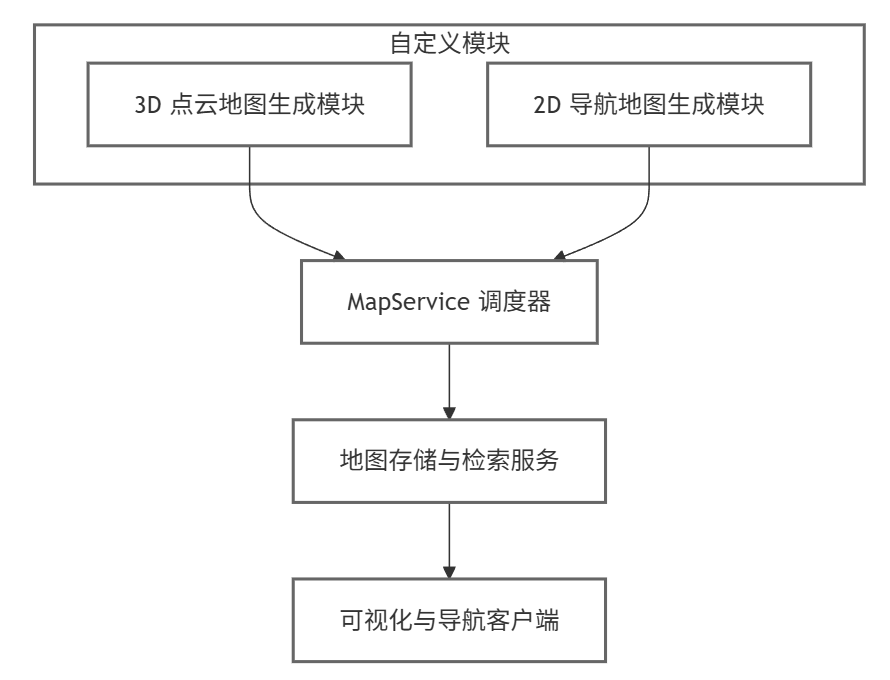 自定义模块
3D 点云地图生成模块
2D 导航地图生成模块
MapService 调度器
地图存储与检索服务
可视化与导航客户端